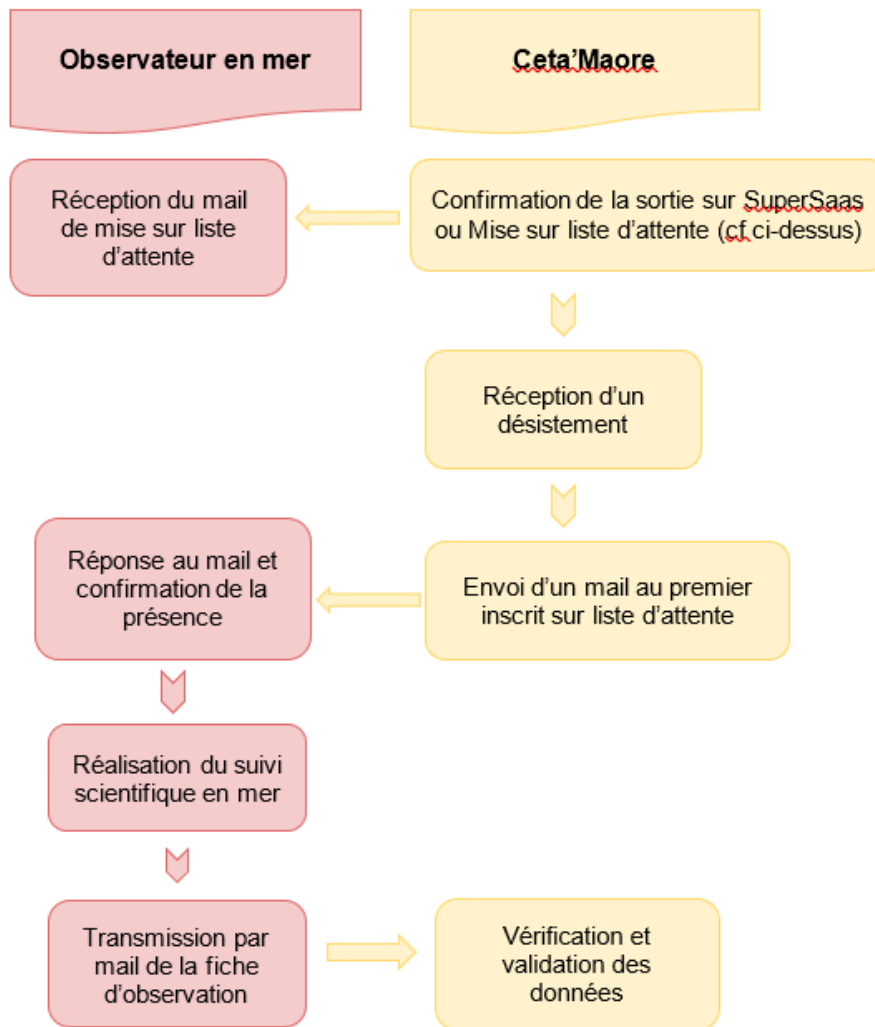 Observateur en mer
Ceta'Maore
Réception du mail
de mise sur liste
d'attente
Confirmation de la sortie sur SuperSaas
ou Mise sur liste d'attente (cf ci-dessus)
Réception d'un
désistement
Réponse au mail et
confirmation de la
présence
Envoi d'un mail au premier
inscrit sur liste d'attente
Réalisation du suivi
scientifique en mer
Transmission par
mail de la fiche
d'observation
Vérification et
validation des
données